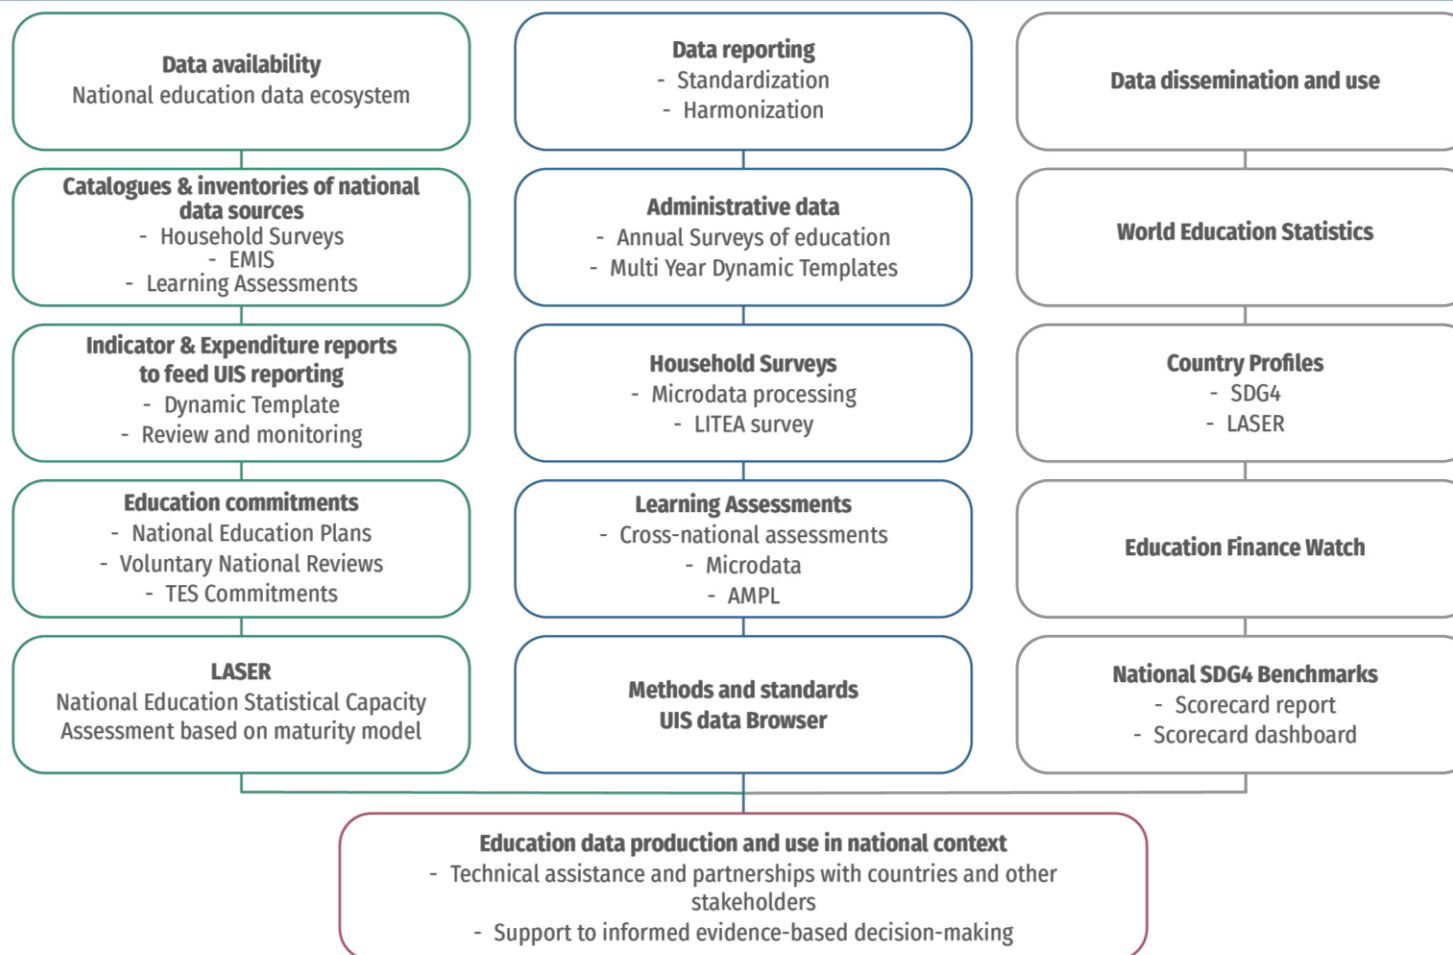 Data availability
National education data ecosystem
Catalogues & inventories of national
data sources
- Household Surveys
- EMIS
- Learning Assessments
Indicator & Expenditure reports
to feed UIS reporting
- Dynamic Template
- Review and monitoring
Education commitments
- National Education Plans
- Voluntary National Reviews
- TES Commitments
LASER
National Education Statistical Capacity
Assessment based on maturity model
Data reporting
- Standardization
- Harmonization
Administrative data
- Annual Surveys of education
- Multi Year Dynamic Templates
Household Surveys
- Microdata processing
- LITEA survey
Learning Assessments
- Cross-national assessments
- Microdata
- AMPL
Methods and standards
UIS data Browser
Data dissemination and use
World Education Statistics
Country Profiles
- SDG4
- LASER
Education Finance Watch
National SDG4 Benchmarks
- Scorecard report
- Scorecard dashboard
Education data production and use in national context
- Technical assistance and partnerships with countries and other
stakeholders
- Support to informed evidence-based decision-making